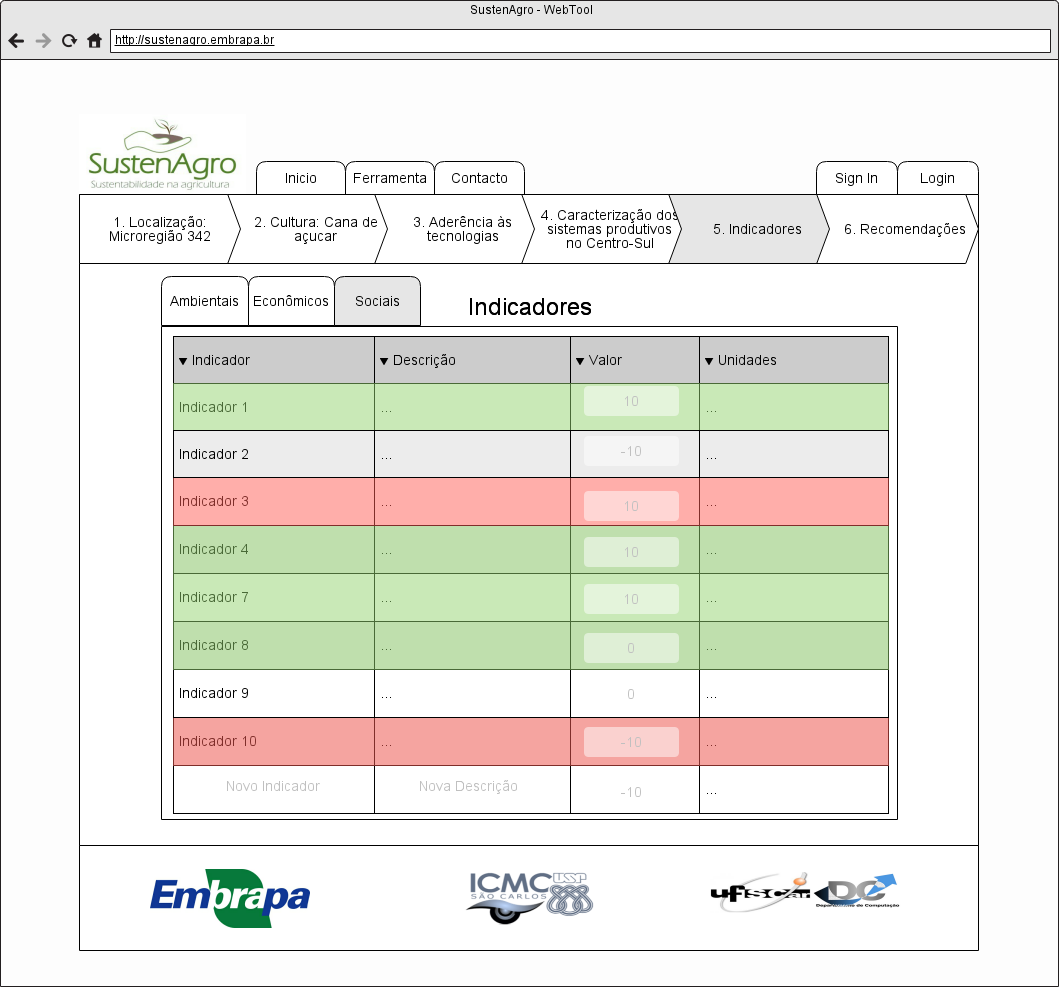 SustenAgro - WebTool
http://sustenagro.embrapa.br
SustenAgro
Sustentabilidade na agricultura
Inicio
Ferramenta
Contacto
Sign In
Login
1. Localização:
Microregião 342
2. Cultura: Cana de
açucar
3. Aderência às
tecnologias
4. Caracterização dos
sistemas produtivos
no Centro-Sul
5. Indicadores
6. Recomendações
Ambientais
Econômicos
Sociais
Indicadores
▼ Indicador ▼ Descrição ▼ Valor ▼ Unidades
Indicador 1 ... 10 ...
Indicador 2 ... -10 ...
Indicador 3 ... 10 ...
Indicador 4 ... 10 ...
Indicador 7 ... 10 ...
Indicador 8 ... 0 ...
Indicador 9 ... 0 ...
Indicador 10 ... -10 ...
Novo Indicador Nova Descrição -10 ...
Embrapa
ICMC USP
SÃO CARLOS
ufscar
DC
Departamento de Computação